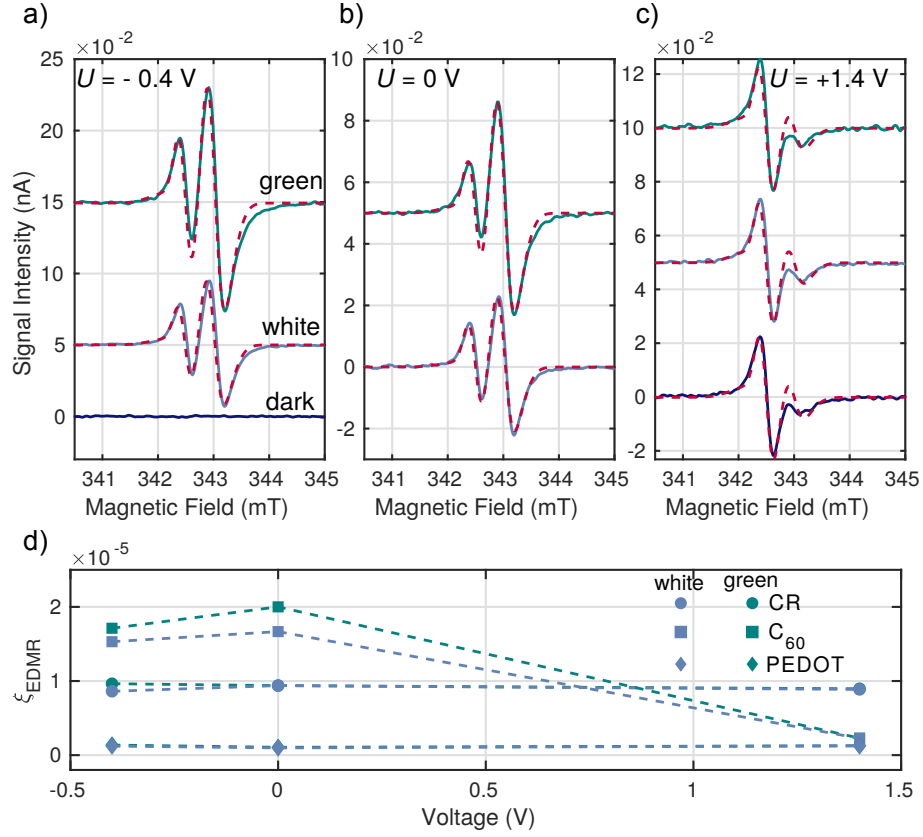 a)
b)
c)
×10⁻²
×10⁻²
×10⁻²
U = - 0.4 V
U = 0 V
U = +1.4 V
Signal Intensity (nA)
25
20
15
10
5
0
green
white
dark
341
342
343
344
345
Magnetic Field (mT)
10
8
6
4
2
0
-2
341
342
343
344
345
Magnetic Field (mT)
12
10
8
6
4
2
0
-2
341
342
343
344
345
Magnetic Field (mT)
d)
×10⁻⁵
ξEDMR
2
1
0
white green
CR
C₆₀
PEDOT
-0.5
0
0.5
1
1.5
Voltage (V)